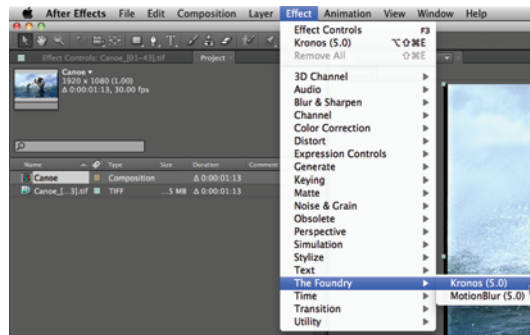 After Effects File Edit Composition Layer Effect Animation View Window Help
Effect Controls: Canoe_[01-43].tif Project
Canoe
1920 x 1080 (1.00)
Δ 0:00:01:13, 30.00 fps
Name Type Size Duration Comment
Canoe Composition Δ 0:00:01:13
Canoe_[...3].tif TIFF ...5 MB Δ 0:00:01:13
Effect Controls F3
Kronos (5.0) ⌥⇧⌘E
Remove All ⇧⌘E
3D Channel
Audio
Blur & Sharpen
Channel
Color Correction
Distort
Expression Controls
Generate
Keying
Matte
Noise & Grain
Obsolete
Perspective
Simulation
Stylize
Text
The Foundry
Time
Transition
Utility
Kronos (5.0)
MotionBlur (5.0)